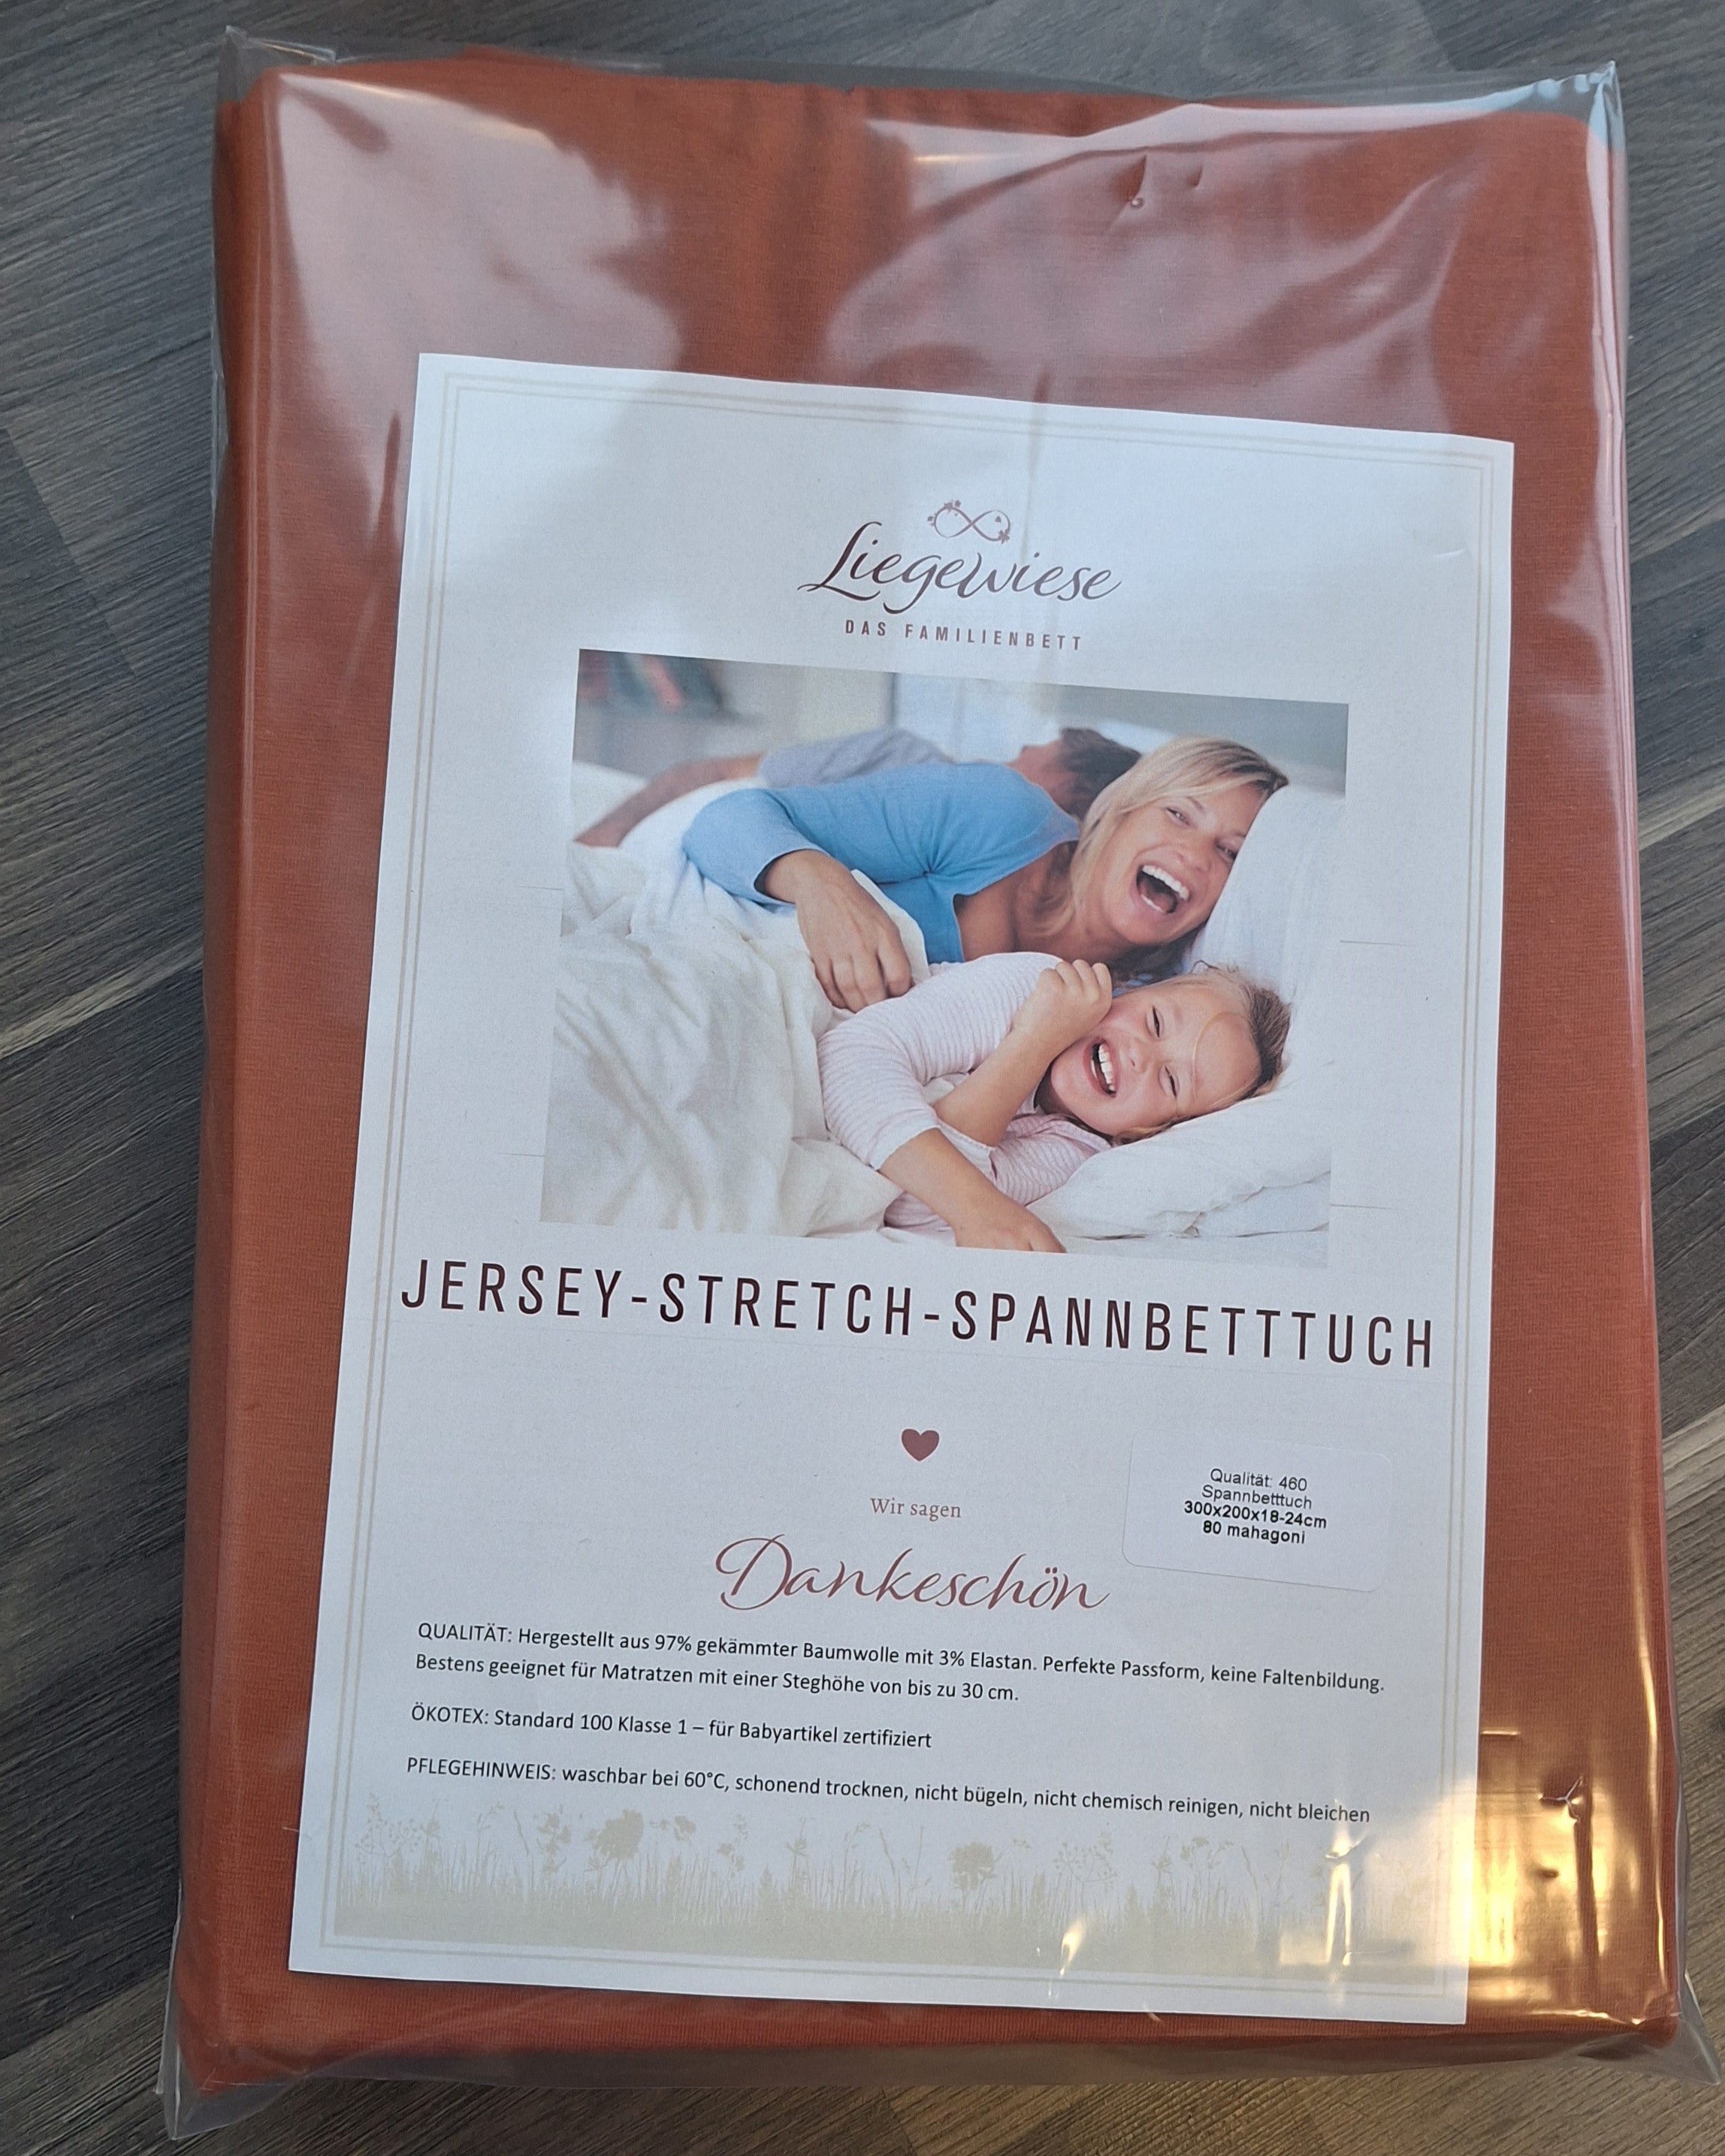 Liegewiese
DAS FAMILIENBETT
JERSEY-STRETCH-SPANNBETTTUCH
Wir sagen
Dankeschön
Qualität: 460
Spannbetttuch
300x200x18-24cm
80 mahagoni
QUALITÄT: Hergestellt aus 97% gekämmter Baumwolle mit 3% Elastan. Perfekte Passform, keine Faltenbildung.
Bestens geeignet für Matratzen mit einer Steghöhe von bis zu 30 cm.
ÖKOTEX: Standard 100 Klasse 1 – für Babyartikel zertifiziert
PFLEGEHINWEIS: waschbar bei 60°C, schonend trocknen, nicht bügeln, nicht chemisch reinigen, nicht bleichen